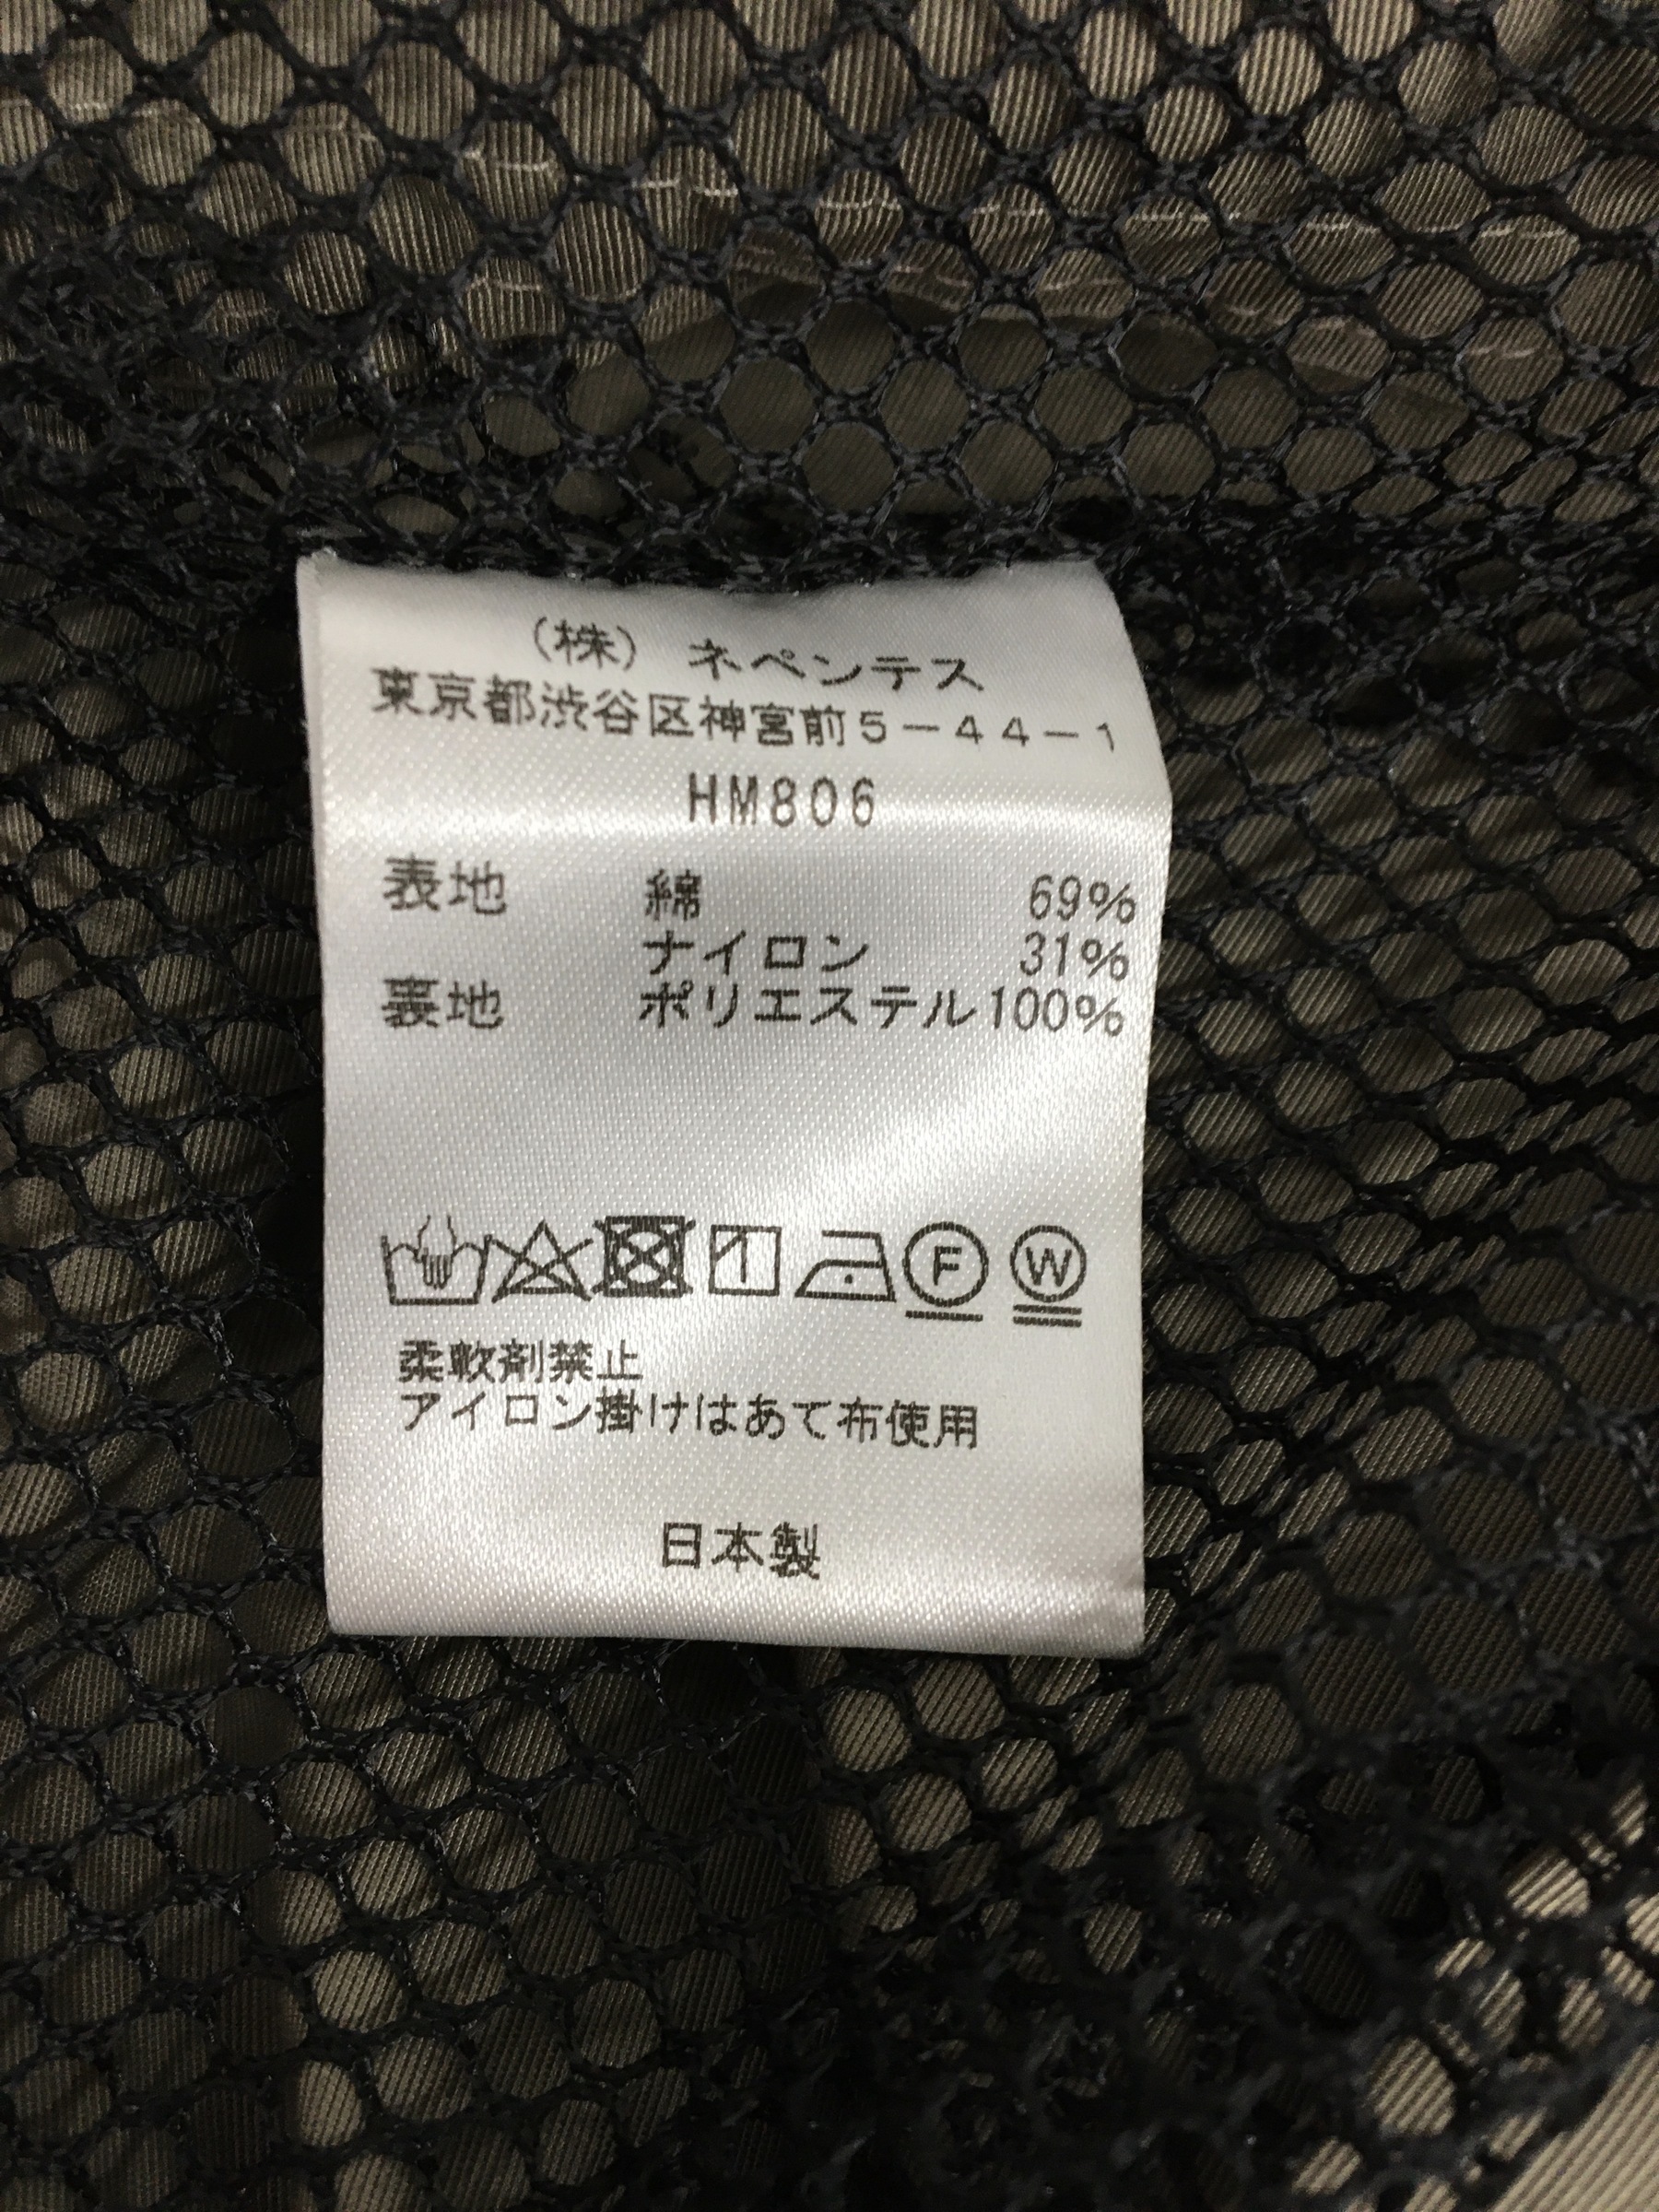 （株） ネペンテス
東京都渋谷区神宮前５－４４－１
HM806
表地 綿 69%
ナイロン 31%
裏地 ポリエステル100%
F W
柔軟剤禁止
アイロン掛けはあて布使用
日本製